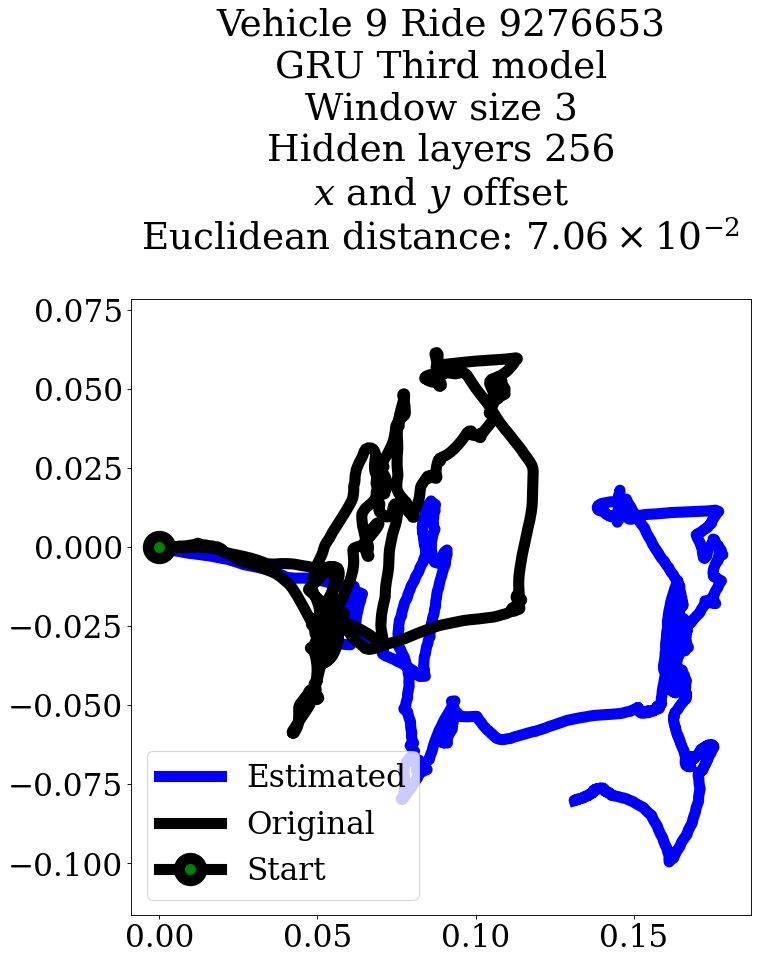 Vehicle 9 Ride 9276653
GRU Third model
Window size 3
Hidden layers 256
x and y offset
Euclidean distance: 7.06 × 10⁻²
0.075
0.050
0.025
0.000
−0.025
−0.050
−0.075
−0.100
Estimated
Original
Start
0.00 0.05 0.10 0.15